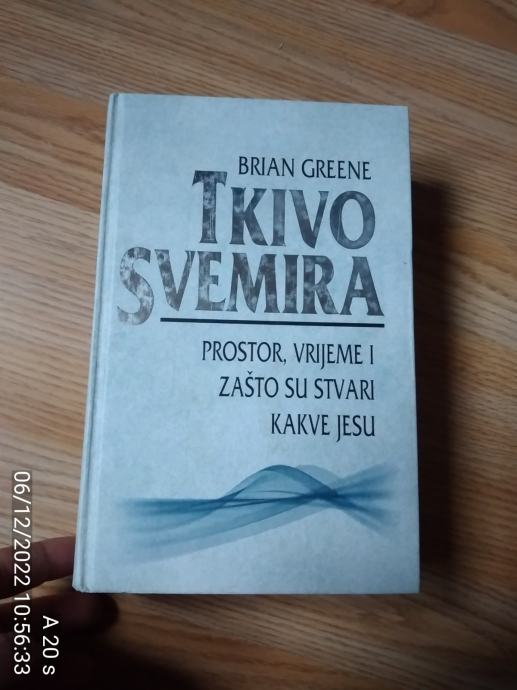 BRIAN GREENE
TKIVO
SVEMIRA
PROSTOR, VRIJEME I
ZAŠTO SU STVARI
KAKVE JESU
06/12/2022 10:56:33
A 20 s